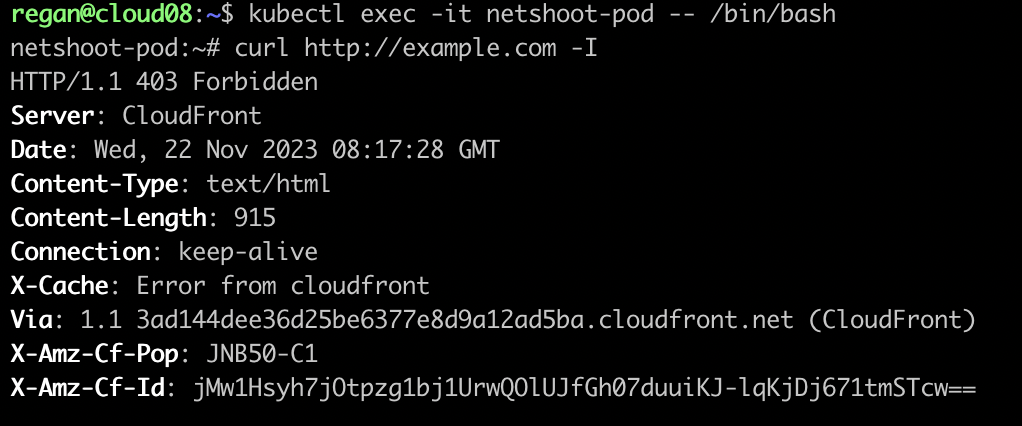 regan@cloud08:~$ kubectl exec -it netshoot-pod -- /bin/bash
netshoot-pod:~# curl http://example.com -I
HTTP/1.1 403 Forbidden
Server: CloudFront
Date: Wed, 22 Nov 2023 08:17:28 GMT
Content-Type: text/html
Content-Length: 915
Connection: keep-alive
X-Cache: Error from cloudfront
Via: 1.1 3ad144dee36d25be6377e8d9a12ad5ba.cloudfront.net (CloudFront)
X-Amz-Cf-Pop: JNB50-C1
X-Amz-Cf-Id: jMw1Hsyh7jOtpzg1bj1UrwQOlUJfGh07duuiKJ-lqKjDj671tmSTcw==